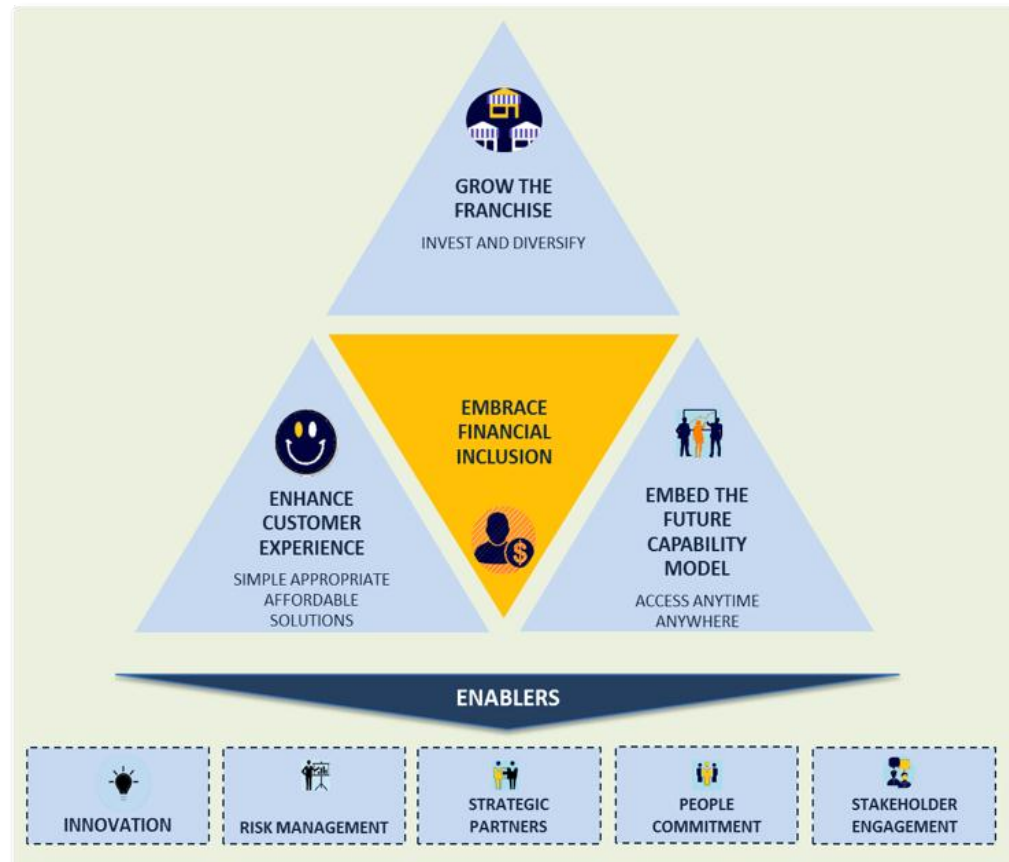 GROW THE
FRANCHISE
INVEST AND DIVERSIFY
EMBRACE
FINANCIAL
INCLUSION
$
ENHANCE
CUSTOMER
EXPERIENCE
SIMPLE APPROPRIATE
AFFORDABLE
SOLUTIONS
EMBED THE
FUTURE
CAPABILITY
MODEL
ACCESS ANYTIME
ANYWHERE
ENABLERS
INNOVATION
RISK MANAGEMENT
STRATEGIC
PARTNERS
PEOPLE
COMMITMENT
STAKEHOLDER
ENGAGEMENT